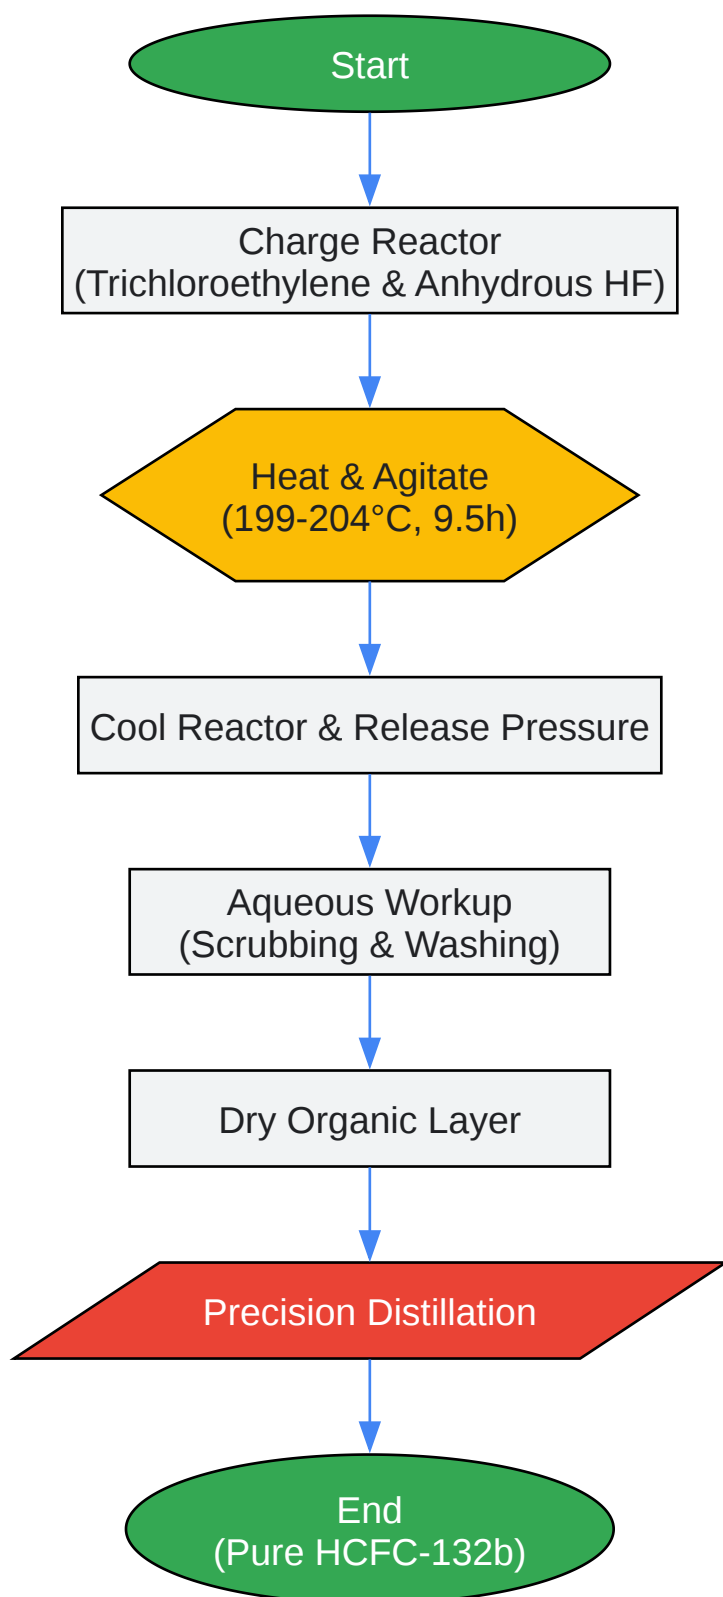 Start
Charge Reactor
(Trichloroethylene & Anhydrous HF)
Heat & Agitate
(199-204°C, 9.5h)
Cool Reactor & Release Pressure
Aqueous Workup
(Scrubbing & Washing)
Dry Organic Layer
Precision Distillation
End
(Pure HCFC-132b)